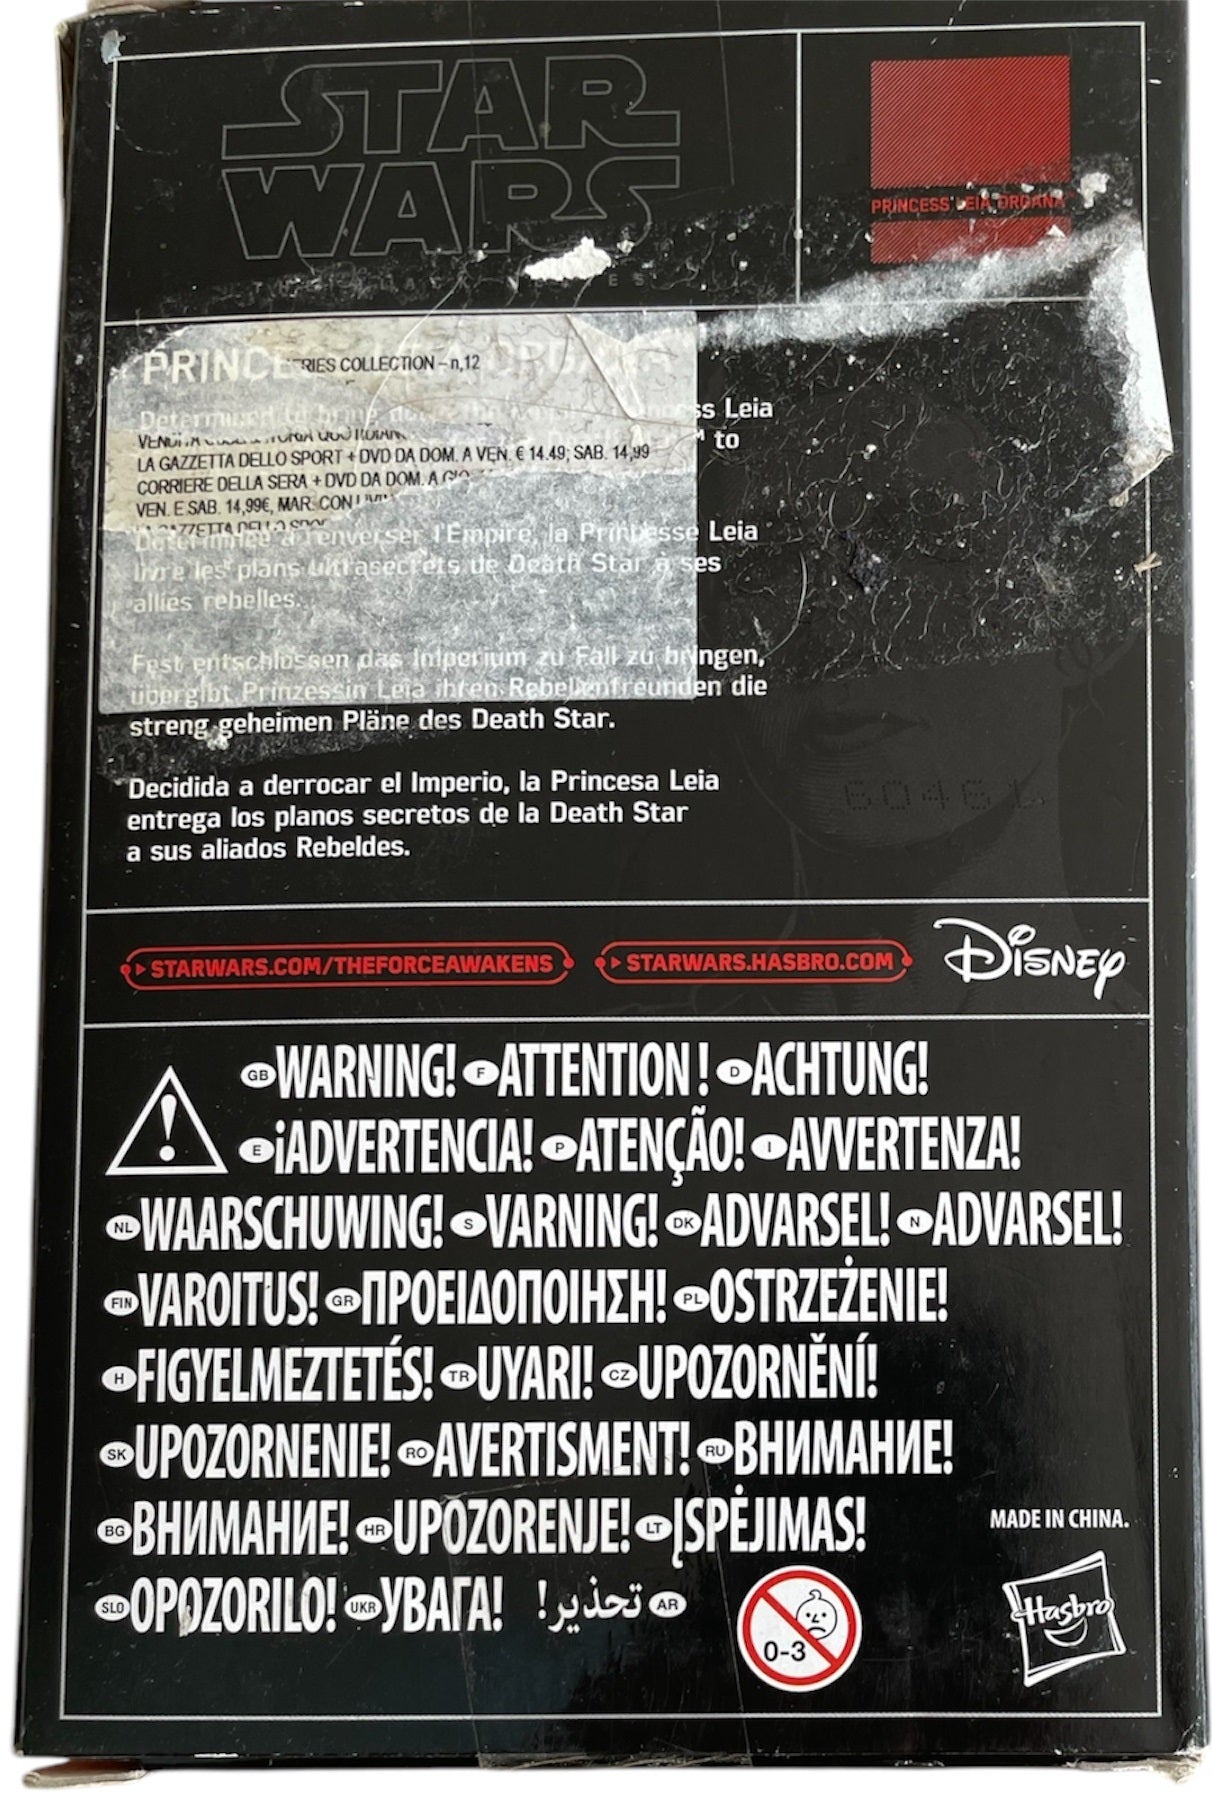 STAR
WARS
PRINCESS LEIA ORGANA
SERIES COLLECTION – n,12
ss Leia
to
LA GAZZETTA DELLO SPORT + DVD DA DOM. A VEN. € 14.49; SAB. 14,99
CORRIERE DELLA SERA + DVD DA DOM. A
VEN. E SAB. 14,99€, MAR. CON
Determinée à renverser l'Empire, la Princesse Leia
livre les plans ultrasecrets de Death Star à ses
alliés rebelles.
Fest entschlossen das Imperium zu Fall zu bringen,
übergibt Prinzessin Leia ihren Rebellenfreunden die
streng geheimen Pläne des Death Star.
Decidida a derrocar el Imperio, la Princesa Leia
entrega los planos secretos de la Death Star
a sus aliados Rebeldes.
60461
STARWARS.COM/THEFORCEAWAKENS STARWARS.HASBRO.COM Disney
GB WARNING! F ATTENTION ! D ACHTUNG!
E ¡ADVERTENCIA! P ATENÇÃO! I AVVERTENZA!
NL WAARSCHUWING! S VARNING! DK ADVARSEL! N ADVARSEL!
FIN VAROITUS! GR ΠΡΟΕΙΔΟΠΟΙΗΣΗ! PL OSTRZEŻENIE!
H FIGYELMEZTETÉS! TR UYARI! CZ UPOZORNĚNÍ!
SK UPOZORNENIE! RO AVERTISMENT! RU ВНИМАНИЕ!
BG ВНИМАНИЕ! HR UPOZORENJE! LT ĮSPĖJIMAS!
SLO OPOZORILO! UKR УВАГА! تحذير! AR
MADE IN CHINA.
0-3
Hasbro